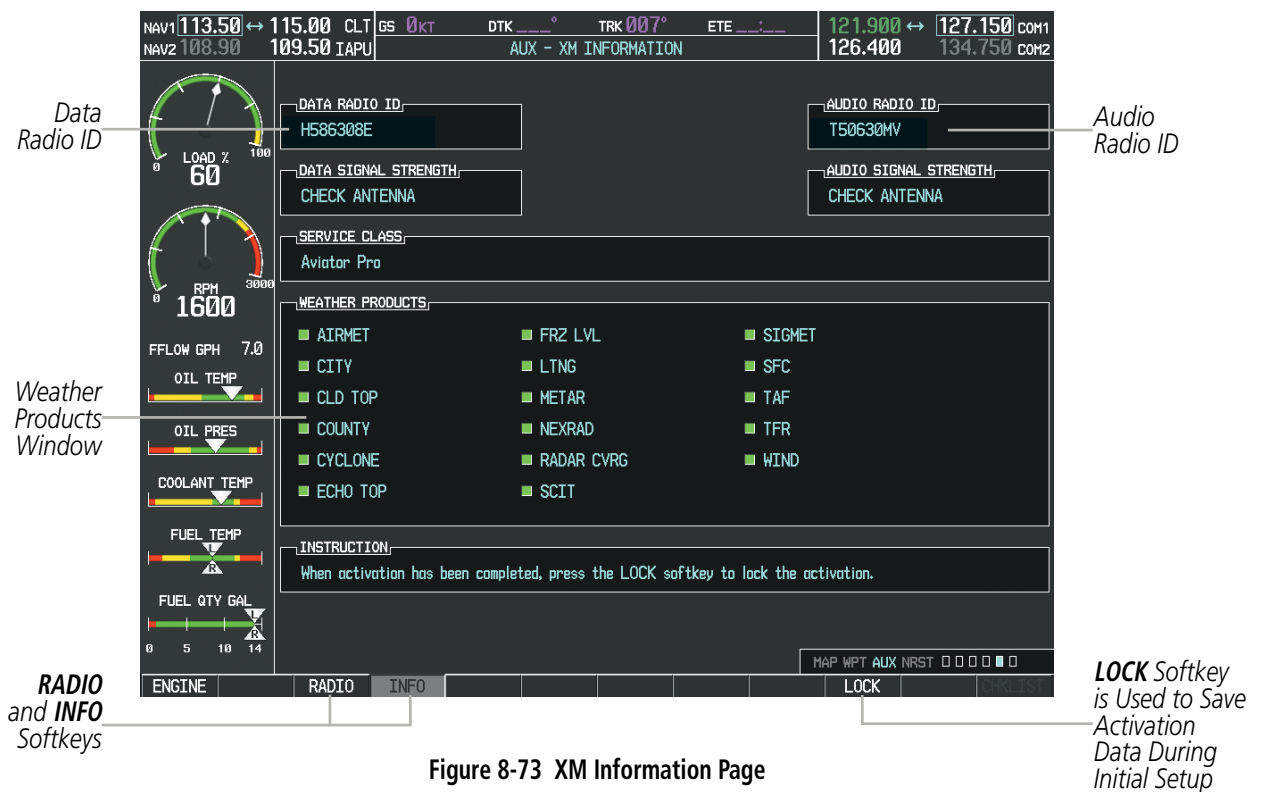 NAV1 113.50 ↔ 115.00 CLT
NAV2 108.90 109.50 IAPU
GS 0KT DTK ___° TRK 007° ETE __:__
AUX - XM INFORMATION
121.900 ↔ 127.150 COM1
126.400 134.750 COM2
Data
Radio ID
DATA RADIO ID
H586308E
AUDIO RADIO ID
T50630MV
Audio
Radio ID
DATA SIGNAL STRENGTH
CHECK ANTENNA
AUDIO SIGNAL STRENGTH
CHECK ANTENNA
SERVICE CLASS
Aviator Pro
WEATHER PRODUCTS
AIRMET FRZ LVL SIGMET
CITY LTNG SFC
CLD TOP METAR TAF
COUNTY NEXRAD TFR
CYCLONE RADAR CVRG WIND
ECHO TOP SCIT
INSTRUCTION
When activation has been completed, press the LOCK softkey to lock the activation.
LOAD %
0 100
60
RPM
0 3000
1600
FFLOW GPH 7.0
OIL TEMP
OIL PRES
COOLANT TEMP
FUEL TEMP
L
R
FUEL QTY GAL
L
R
0 5 10 14
Weather
Products
Window
MAP WPT AUX NRST
ENGINE RADIO INFO LOCK CHKLIST
RADIO
and INFO
Softkeys
LOCK Softkey
is Used to Save
Activation
Data During
Initial Setup
Figure 8-73 XM Information Page